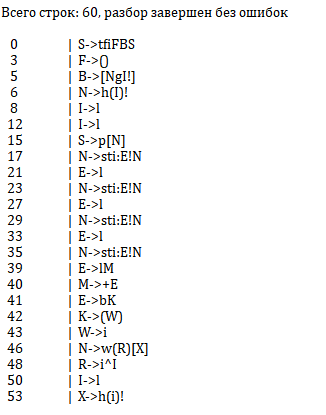 Всего строк: 60, разбор завершен без ошибок
0 | S->tfiFBS
3 | F->()
5 | B->[NgI!]
6 | N->h(I)!
8 | I->l
12 | I->l
15 | S->p[N]
17 | N->sti:E!N
21 | E->l
23 | N->sti:E!N
27 | E->l
29 | N->sti:E!N
33 | E->l
35 | N->sti:E!N
39 | E->lM
40 | M->+E
41 | E->bK
42 | K->(W)
43 | W->i
46 | N->w(R)[X]
48 | R->i^I
50 | I->l
53 | X->h(i)!